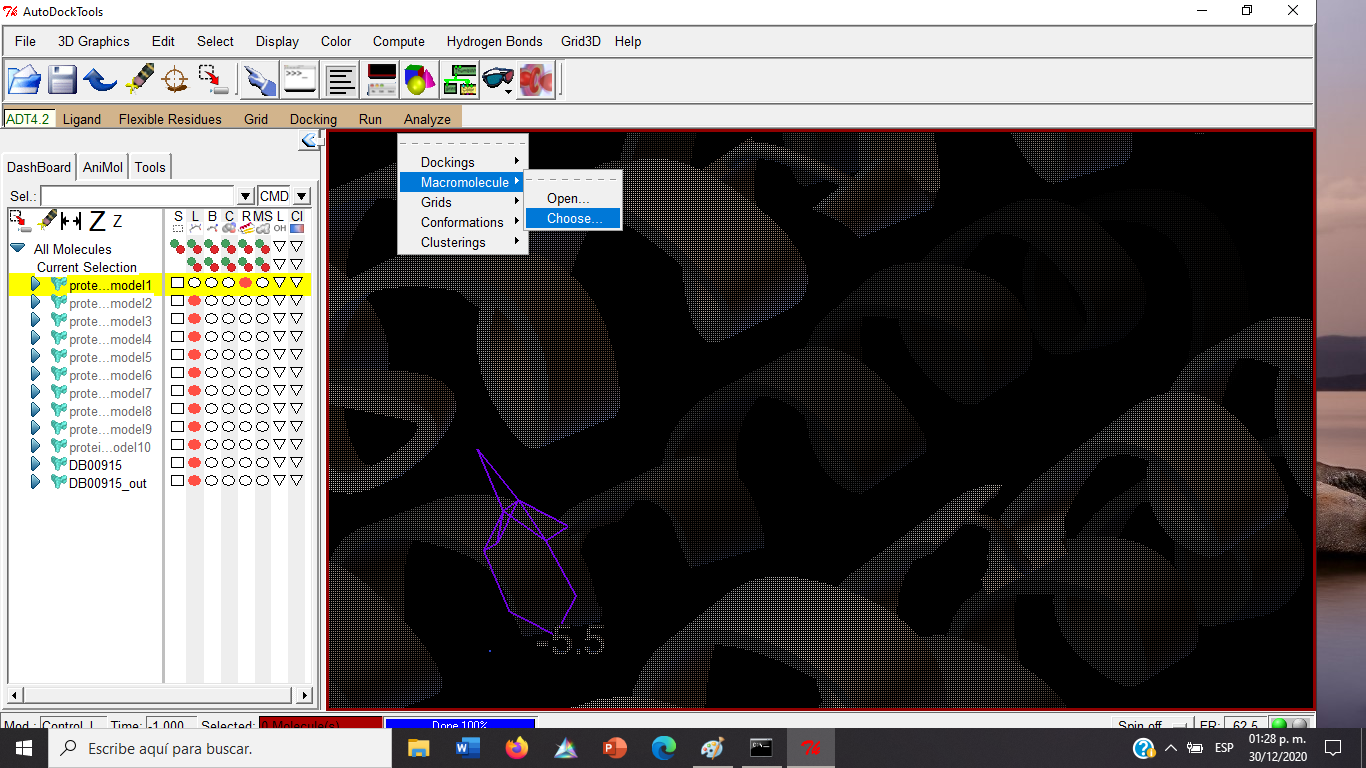 AutoDockTools
File 3D Graphics Edit Select Display Color Compute Hydrogen Bonds Grid3D Help
ADT4.2 Ligand Flexible Residues Grid Docking Run Analyze
Dockings
Macromolecule
Grids
Conformations
Clusterings
Open...
Choose...
DashBoard AniMol Tools
Sel.: CMD
Z Z S L B C R MS L Cl
OH
All Molecules
Current Selection
prote...model1
prote...model2
prote...model3
prote...model4
prote...model5
prote...model6
prote...model7
prote...model8
prote...model9
protei...odel10
DB00915
DB00915_out
-5.5
Mod.: Control_L Time: -1.000 Selected: 0 Molecule(s) Done 100% Spin off FR: 62.5
Escribe aquí para buscar.
ESP
01:28 p. m.
30/12/2020